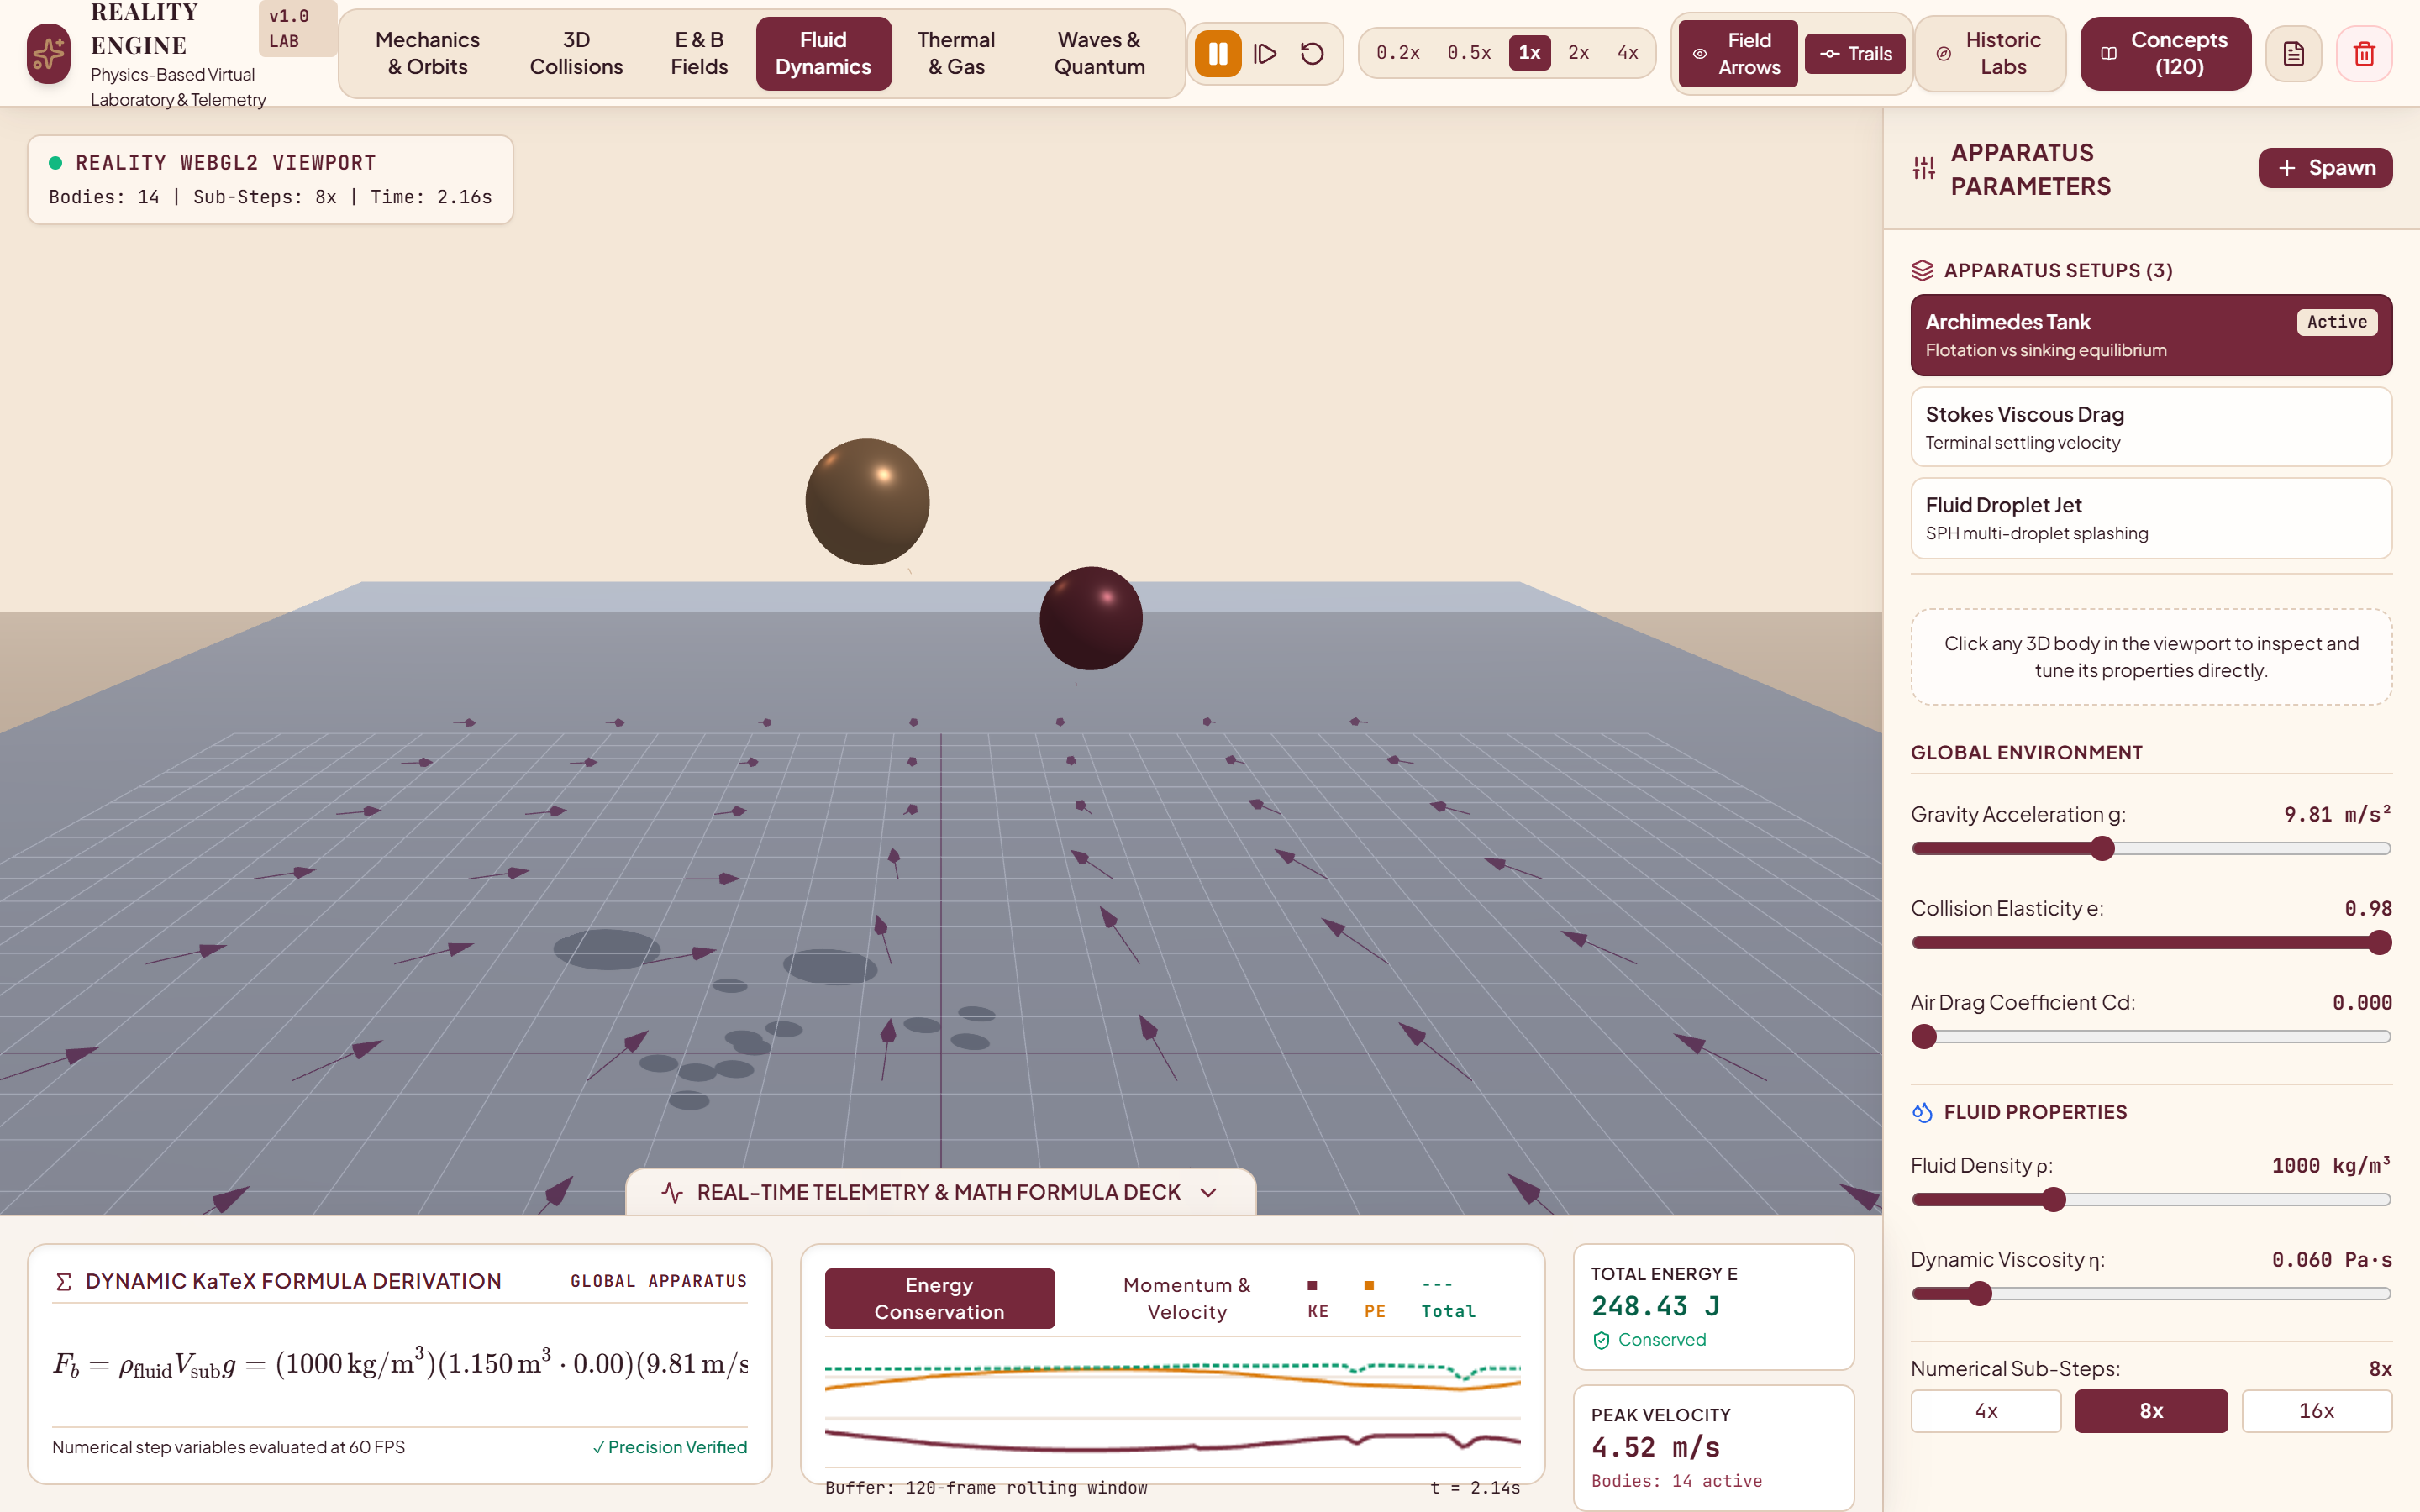 REALITY
ENGINE
v1.0
LAB
Physics-Based Virtual
Laboratory & Telemetry
Mechanics
& Orbits
3D
Collisions
E & B
Fields
Fluid
Dynamics
Thermal
& Gas
Waves &
Quantum
0.2x 0.5x 1x 2x 4x
Field
Arrows
Trails
Historic
Labs
Concepts
(120)
REALITY WEBGL2 VIEWPORT
Bodies: 14 | Sub-Steps: 8x | Time: 2.16s
APPARATUS
PARAMETERS
Spawn
APPARATUS SETUPS (3)
Archimedes Tank
Active
Flotation vs sinking equilibrium
Stokes Viscous Drag
Terminal settling velocity
Fluid Droplet Jet
SPH multi-droplet splashing
Click any 3D body in the viewport to inspect and
tune its properties directly.
GLOBAL ENVIRONMENT
Gravity Acceleration g: 9.81 m/s²
Collision Elasticity e: 0.98
Air Drag Coefficient Cd: 0.000
FLUID PROPERTIES
Fluid Density ρ: 1000 kg/m³
Dynamic Viscosity η: 0.060 Pa·s
Numerical Sub-Steps: 8x
4x 8x 16x
REAL-TIME TELEMETRY & MATH FORMULA DECK
DYNAMIC KaTeX FORMULA DERIVATION GLOBAL APPARATUS
F_b = ρ_fluid V_sub g = (1000 kg/m³)(1.150 m³ · 0.00)(9.81 m/s
Numerical step variables evaluated at 60 FPS ✓ Precision Verified
Energy
Conservation
Momentum &
Velocity
■
KE
■
PE
---
Total
Buffer: 120-frame rolling window t = 2.14s
TOTAL ENERGY E
248.43 J
Conserved
PEAK VELOCITY
4.52 m/s
Bodies: 14 active